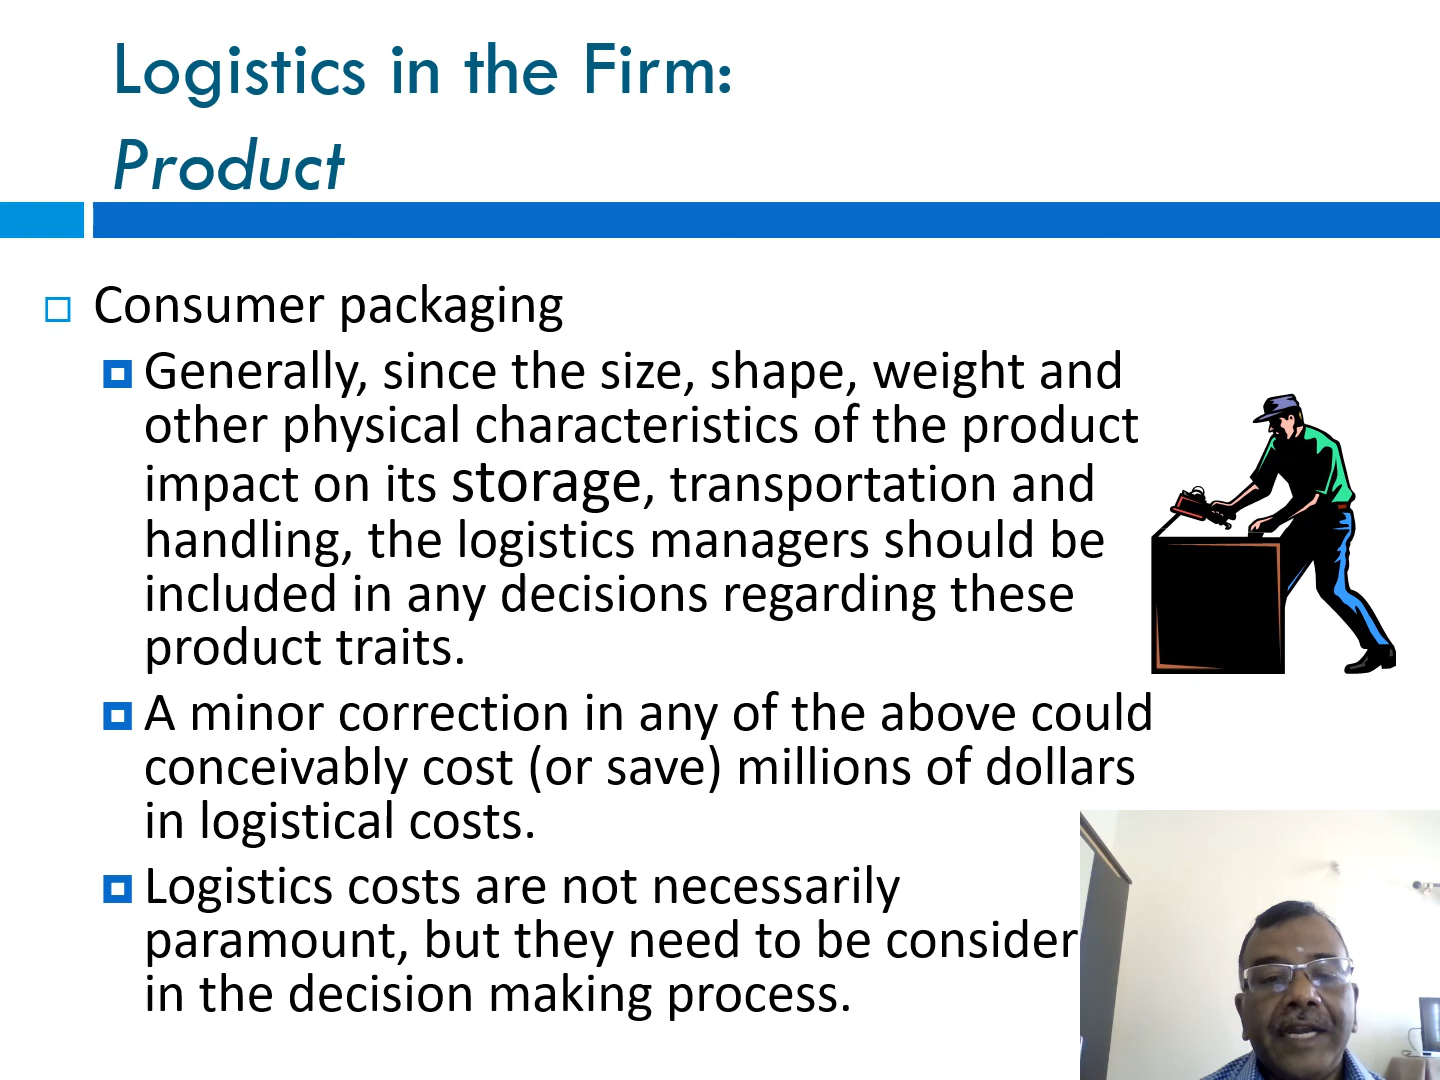 Logistics in the Firm:
Product
Consumer packaging
Generally, since the size, shape, weight and
other physical characteristics of the product
impact on its storage, transportation and
handling, the logistics managers should be
included in any decisions regarding these
product traits.
A minor correction in any of the above could
conceivably cost (or save) millions of dollars
in logistical costs.
Logistics costs are not necessarily
paramount, but they need to be consider
in the decision making process.